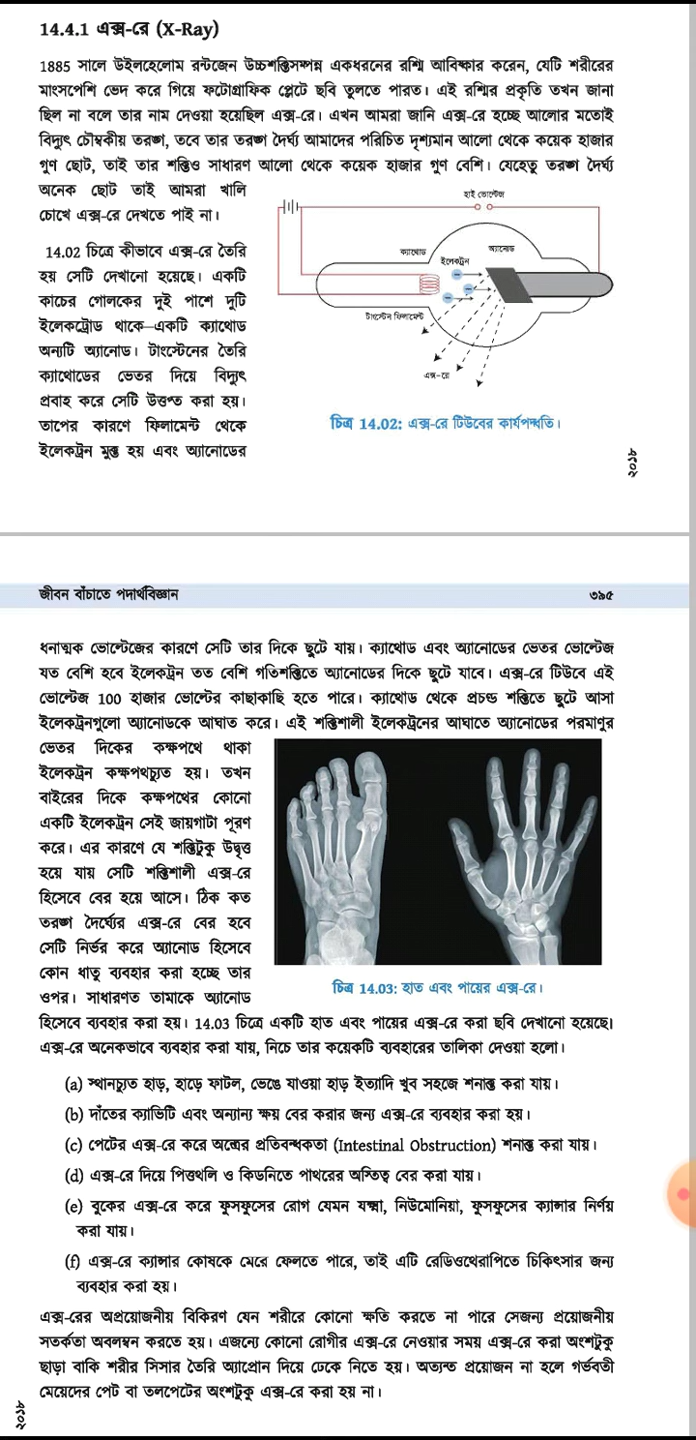 14.4.1 এক্স-রে (X-Ray)
1885 সালে উইলহেলোম রন্টজেন উচ্চশক্তিসম্পন্ন একধরনের রশ্মি আবিষ্কার করেন, যেটি শরীরের
মাংসপেশি ভেদ করে গিয়ে ফটোগ্রাফিক প্লেটে ছবি তুলতে পারত। এই রশ্মির প্রকৃতি তখন জানা
ছিল না বলে তার নাম দেওয়া হয়েছিল এক্স-রে। এখন আমরা জানি এক্স-রে হচ্ছে আলোর মতোই
বিদ্যুৎ চৌম্বকীয় তরঙ্গ, তবে তার তরঙ্গ দৈর্ঘ্য আমাদের পরিচিত দৃশ্যমান আলো থেকে কয়েক হাজার
গুণ ছোট, তাই তার শক্তিও সাধারণ আলো থেকে কয়েক হাজার গুণ বেশি। যেহেতু তরঙ্গ দৈর্ঘ্য
অনেক ছোট তাই আমরা খালি
চোখে এক্স-রে দেখতে পাই না।
14.02 চিত্রে কীভাবে এক্স-রে তৈরি
হয় সেটি দেখানো হয়েছে। একটি
কাচের গোলকের দুই পাশে দুটি
ইলেকট্রোড থাকে—একটি ক্যাথোড
অন্যটি অ্যানোড। টাংস্টেনের তৈরি
ক্যাথোডের ভেতর দিয়ে বিদ্যুৎ
প্রবাহ করে সেটি উত্তপ্ত করা হয়।
তাপের কারণে ফিলামেন্ট থেকে
ইলেকট্রন মুক্ত হয় এবং অ্যানোডের
হাই ভোল্টেজ
ক্যাথোড
অ্যানোড
ইলেকট্রন
টাংস্টেন ফিলামেন্ট
এক্স-রে
চিত্র 14.02: এক্স-রে টিউবের কার্যপদ্ধতি।
২০১৮
জীবন বাঁচাতে পদার্থবিজ্ঞান ৩৯৫
ধনাত্মক ভোল্টেজের কারণে সেটি তার দিকে ছুটে যায়। ক্যাথোড এবং অ্যানোডের ভেতর ভোল্টেজ
যত বেশি হবে ইলেকট্রন তত বেশি গতিশক্তিতে অ্যানোডের দিকে ছুটে যাবে। এক্স-রে টিউবে এই
ভোল্টেজ 100 হাজার ভোল্টের কাছাকাছি হতে পারে। ক্যাথোড থেকে প্রচন্ড শক্তিতে ছুটে আসা
ইলেকট্রনগুলো অ্যানোডকে আঘাত করে। এই শক্তিশালী ইলেকট্রনের আঘাতে অ্যানোডের পরমাণুর
ভেতর দিকের কক্ষপথে থাকা
ইলেকট্রন কক্ষপথচ্যুত হয়। তখন
বাইরের দিকে কক্ষপথের কোনো
একটি ইলেকট্রন সেই জায়গাটা পূরণ
করে। এর কারণে যে শক্তিটুকু উদ্বৃত্ত
হয়ে যায় সেটি শক্তিশালী এক্স-রে
হিসেবে বের হয়ে আসে। ঠিক কত
তরঙ্গ দৈর্ঘ্যের এক্স-রে বের হবে
সেটি নির্ভর করে অ্যানোড হিসেবে
কোন ধাতু ব্যবহার করা হচ্ছে তার
ওপর। সাধারণত তামাকে অ্যানোড
চিত্র 14.03: হাত এবং পায়ের এক্স-রে।
হিসেবে ব্যবহার করা হয়। 14.03 চিত্রে একটি হাত এবং পায়ের এক্স-রে করা ছবি দেখানো হয়েছে।
এক্স-রে অনেকভাবে ব্যবহার করা যায়, নিচে তার কয়েকটি ব্যবহারের তালিকা দেওয়া হলো।
(a) স্থানচ্যুত হাড়, হাড়ে ফাটল, ভেঙে যাওয়া হাড় ইত্যাদি খুব সহজে শনাক্ত করা যায়।
(b) দাঁতের ক্যাভিটি এবং অন্যান্য ক্ষয় বের করার জন্য এক্স-রে ব্যবহার করা হয়।
(c) পেটের এক্স-রে করে অন্ত্রের প্রতিবন্ধকতা (Intestinal Obstruction) শনাক্ত করা যায়।
(d) এক্স-রে দিয়ে পিত্তথলি ও কিডনিতে পাথরের অস্তিত্ব বের করা যায়।
(e) বুকের এক্স-রে করে ফুসফুসের রোগ যেমন যক্ষ্মা, নিউমোনিয়া, ফুসফুসের ক্যান্সার নির্ণয়
করা যায়।
(f) এক্স-রে ক্যান্সার কোষকে মেরে ফেলতে পারে, তাই এটি রেডিওথেরাপিতে চিকিৎসার জন্য
ব্যবহার করা হয়।
এক্স-রের অপ্রয়োজনীয় বিকিরণ যেন শরীরে কোনো ক্ষতি করতে না পারে সেজন্য প্রয়োজনীয়
সতর্কতা অবলম্বন করতে হয়। এজন্যে কোনো রোগীর এক্স-রে নেওয়ার সময় এক্স-রে করা অংশটুকু
ছাড়া বাকি শরীর সিসার তৈরি অ্যাপ্রোন দিয়ে ঢেকে নিতে হয়। অত্যন্ত প্রয়োজন না হলে গর্ভবতী
মেয়েদের পেট বা তলপেটের অংশটুকু এক্স-রে করা হয় না।
২০১৮